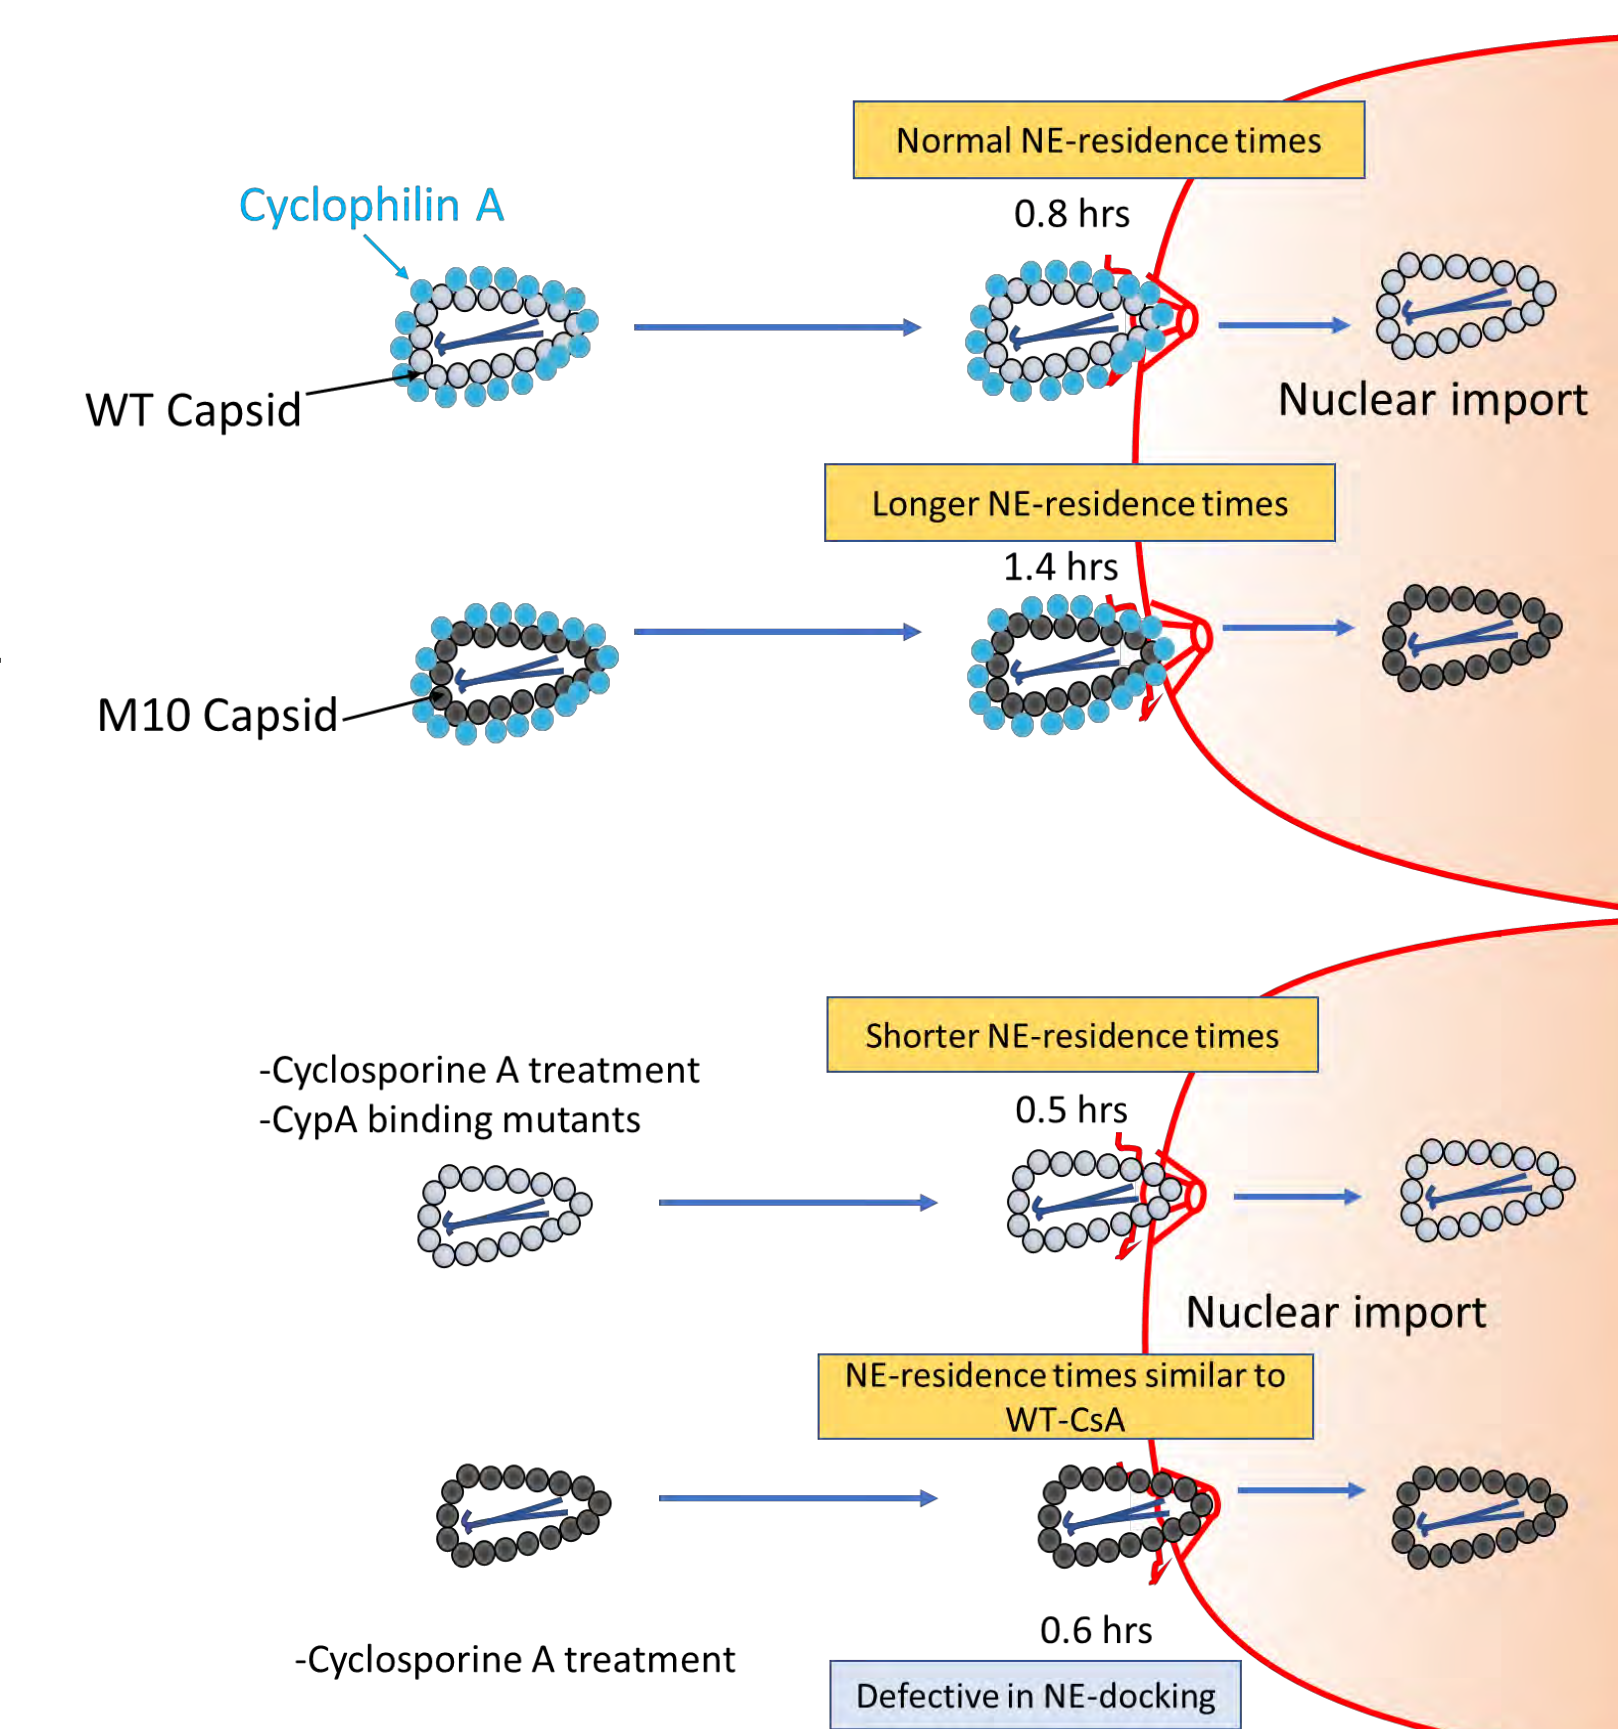 Normal NE-residence times
0.8 hrs
Cyclophilin A
WT Capsid
Nuclear import
Longer NE-residence times
1.4 hrs
M10 Capsid
Shorter NE-residence times
-Cyclosporine A treatment
-CypA binding mutants
0.5 hrs
Nuclear import
NE-residence times similar to
WT-CsA
0.6 hrs
-Cyclosporine A treatment
Defective in NE-docking